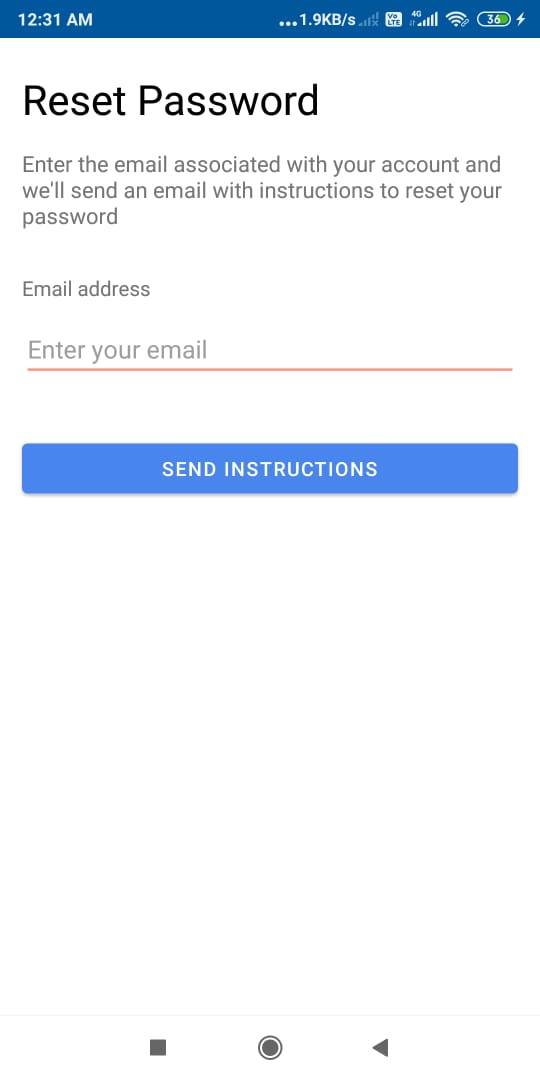 12:31 AM ...1.9KB/s Vo LTE 4G 36
Reset Password
Enter the email associated with your account and
we'll send an email with instructions to reset your
password
Email address
Enter your email
SEND INSTRUCTIONS